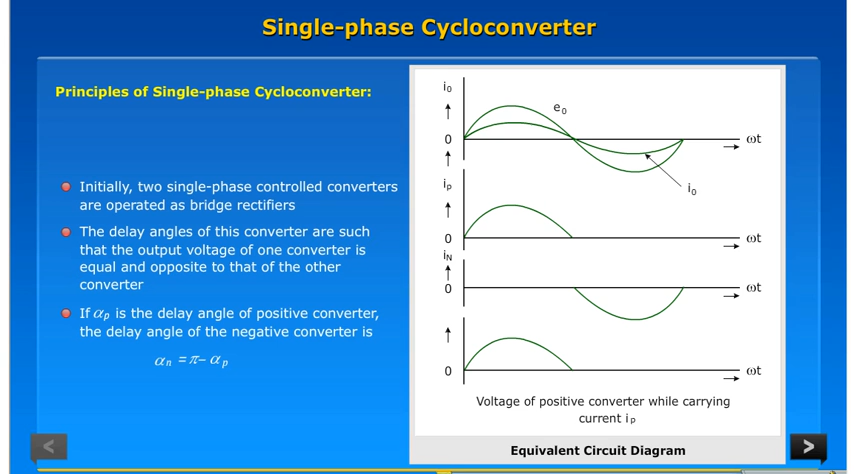 Single-phase Cycloconverter
Principles of Single-phase Cycloconverter:
Initially, two single-phase controlled converters
are operated as bridge rectifiers
The delay angles of this converter are such
that the output voltage of one converter is
equal and opposite to that of the other
converter
If αp is the delay angle of positive converter,
the delay angle of the negative converter is
αn = π− αp
<
i0
e0
0
ωt
i0
iP
0
ωt
iN
0
ωt
0
ωt
Voltage of positive converter while carrying
current iP
Equivalent Circuit Diagram
>